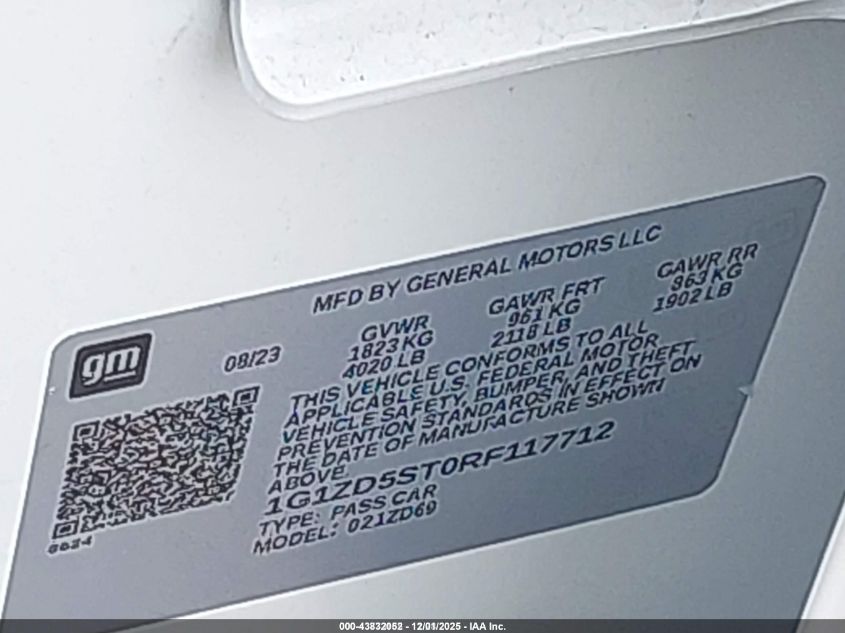 MFD BY GENERAL MOTORS LLC
gm
08/23
GVWR
1823 KG
4020 LB
GAWR FRT
961 KG
2118 LB
GAWR RR
863 KG
1902 LB
THIS VEHICLE CONFORMS TO ALL
APPLICABLE U.S. FEDERAL MOTOR
VEHICLE SAFETY, BUMPER, AND THEFT
PREVENTION STANDARDS IN EFFECT ON
THE DATE OF MANUFACTURE SHOWN
ABOVE.
1G1ZD5ST0RF117712
TYPE: PASS CAR
MODEL: 021ZD69
000-43832052 - 12/01/2025 - IAA Inc.